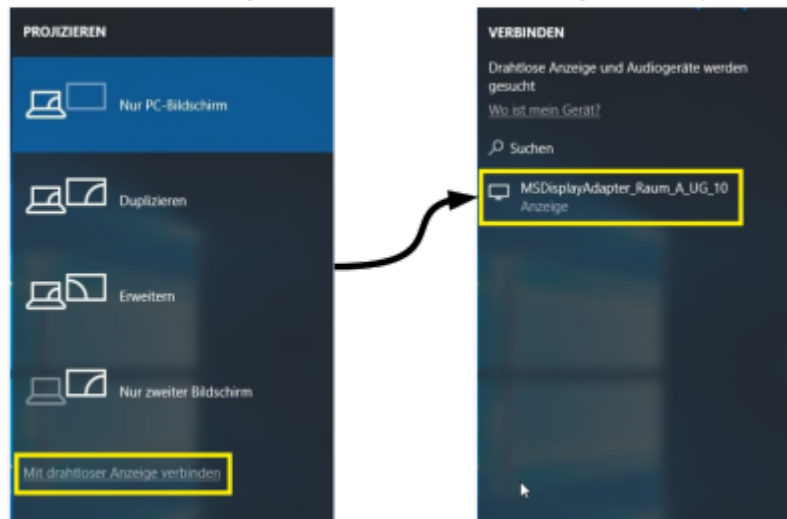 PROJIZIEREN
Nur PC-Bildschirm
Duplizieren
Erweitern
Nur zweiter Bildschirm
Mit drahtloser Anzeige verbinden
VERBINDEN
Drahtlose Anzeige und Audiogeräte werden
gesucht
Wo ist mein Gerät?
Suchen
MSDisplayAdapter_Raum_A_UG_10
Anzeige